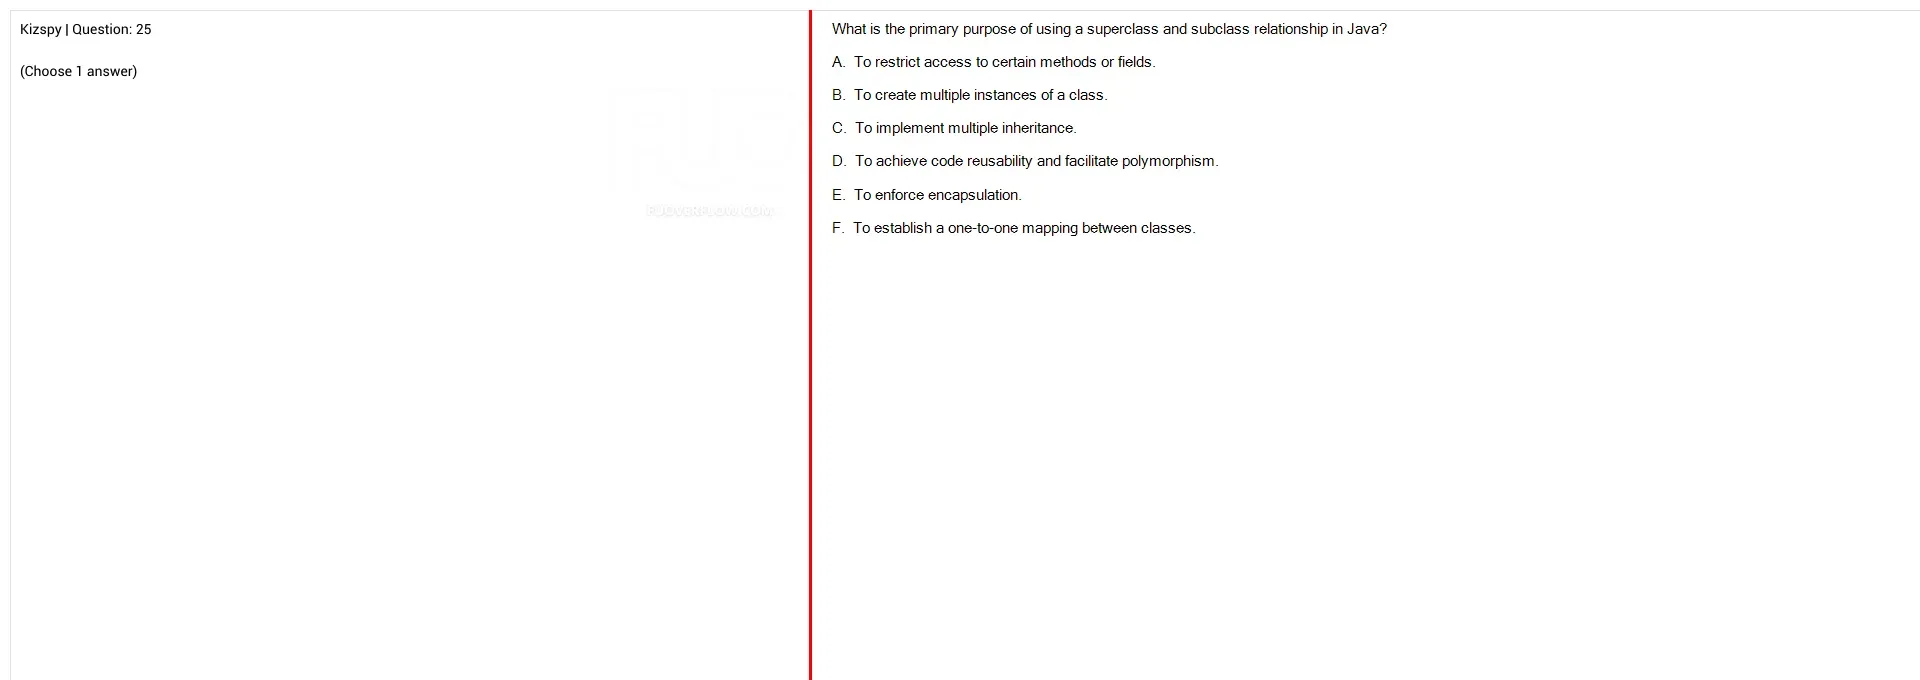 Kizspy | Question: 25
(Choose 1 answer)
FUOVERFLOW.COM
What is the primary purpose of using a superclass and subclass relationship in Java?
A. To restrict access to certain methods or fields.
B. To create multiple instances of a class.
C. To implement multiple inheritance.
D. To achieve code reusability and facilitate polymorphism.
E. To enforce encapsulation.
F. To establish a one-to-one mapping between classes.